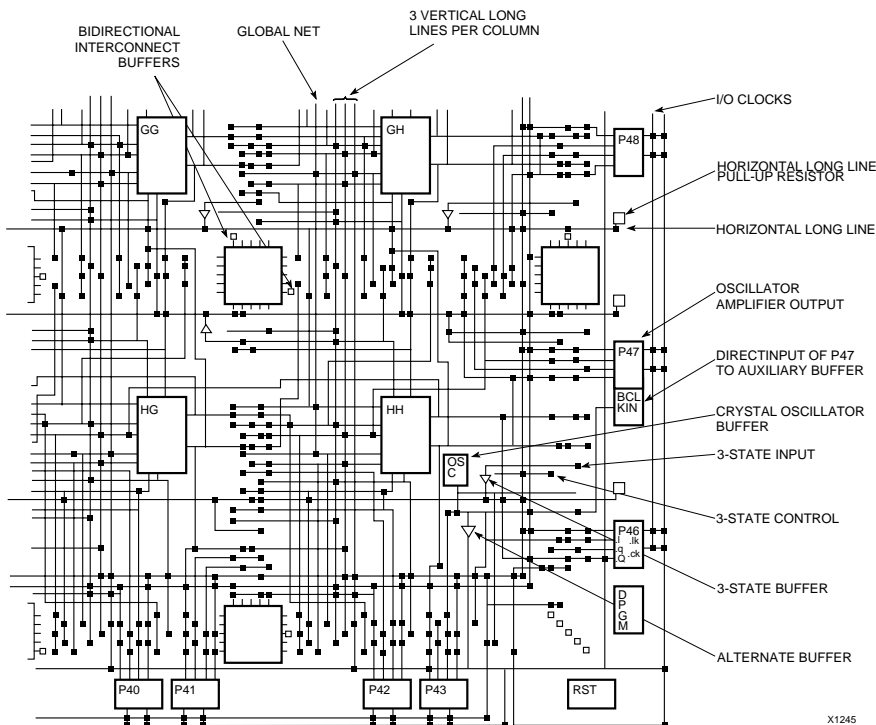 3 VERTICAL LONG
LINES PER COLUMN
BIDIRECTIONAL
INTERCONNECT
BUFFERS
GLOBAL NET
I/O CLOCKS
GG
GH
P48
HORIZONTAL LONG LINE
PULL-UP RESISTOR
HORIZONTAL LONG LINE
OSCILLATOR
AMPLIFIER OUTPUT
P47
DIRECTINPUT OF P47
TO AUXILIARY BUFFER
BCL
KIN
HG
HH
CRYSTAL OSCILLATOR
BUFFER
OS
C
3-STATE INPUT
3-STATE CONTROL
P46
.i
.lk
.q
.ck
.Q
3-STATE BUFFER
D
P
G
M
ALTERNATE BUFFER
P40
P41
P42
P43
RST
X1245